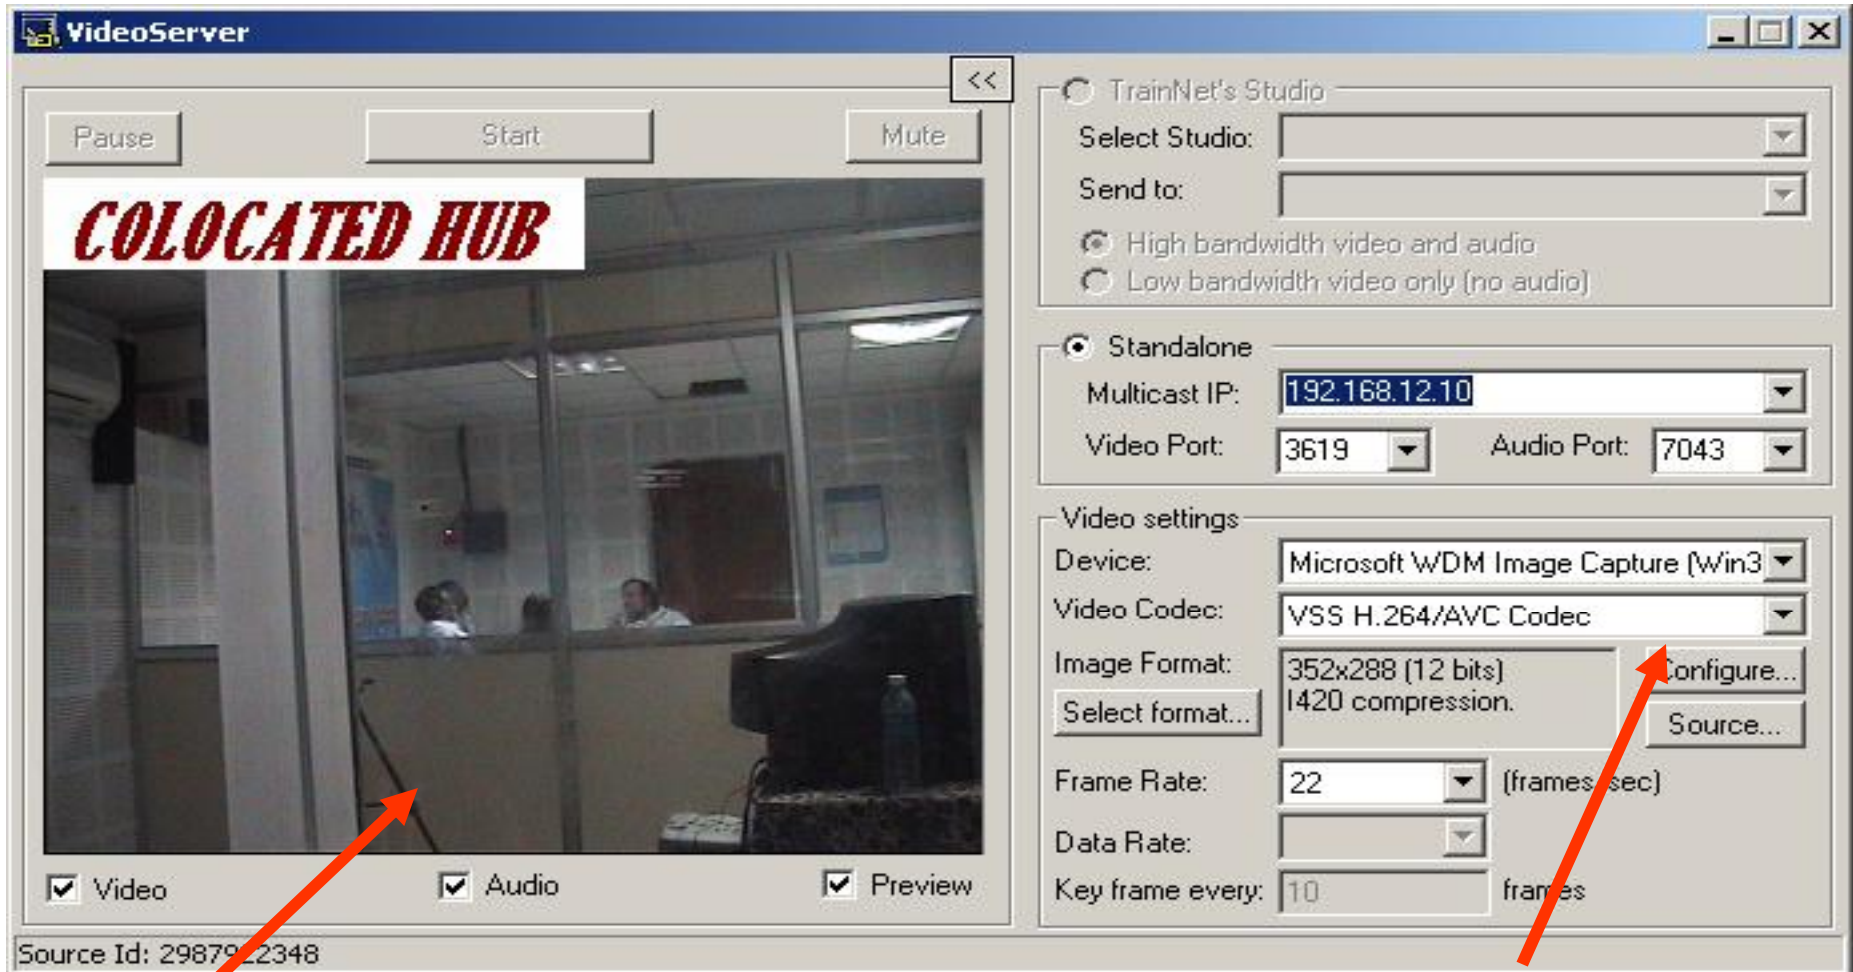 VideoServer
<<
Pause
Start
Mute
COLOCATED HUB
Video
Audio
Preview
TrainNet's Studio
Select Studio:
Send to:
High bandwidth video and audio
Low bandwidth video only (no audio)
Standalone
Multicast IP: 192.168.12.10
Video Port: 3619 Audio Port: 7043
Video settings
Device: Microsoft WDM Image Capture (Win3
Video Codec: VSS H.264/AVC Codec
Image Format: 352x288 (12 bits)
I420 compression.
Configure...
Select format...
Source...
Frame Rate: 22 (frames/sec)
Data Rate:
Key frame every: 10 frames
Source Id: